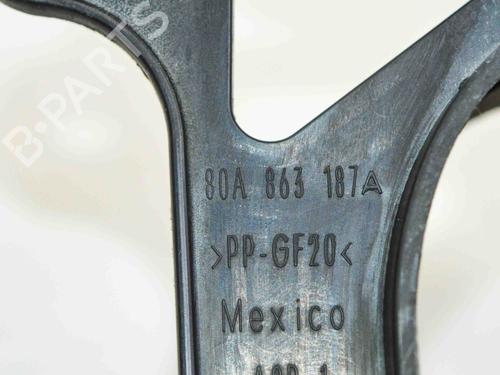 B-PARTS
80A 863 187A
>PP-GF20<
Mexico